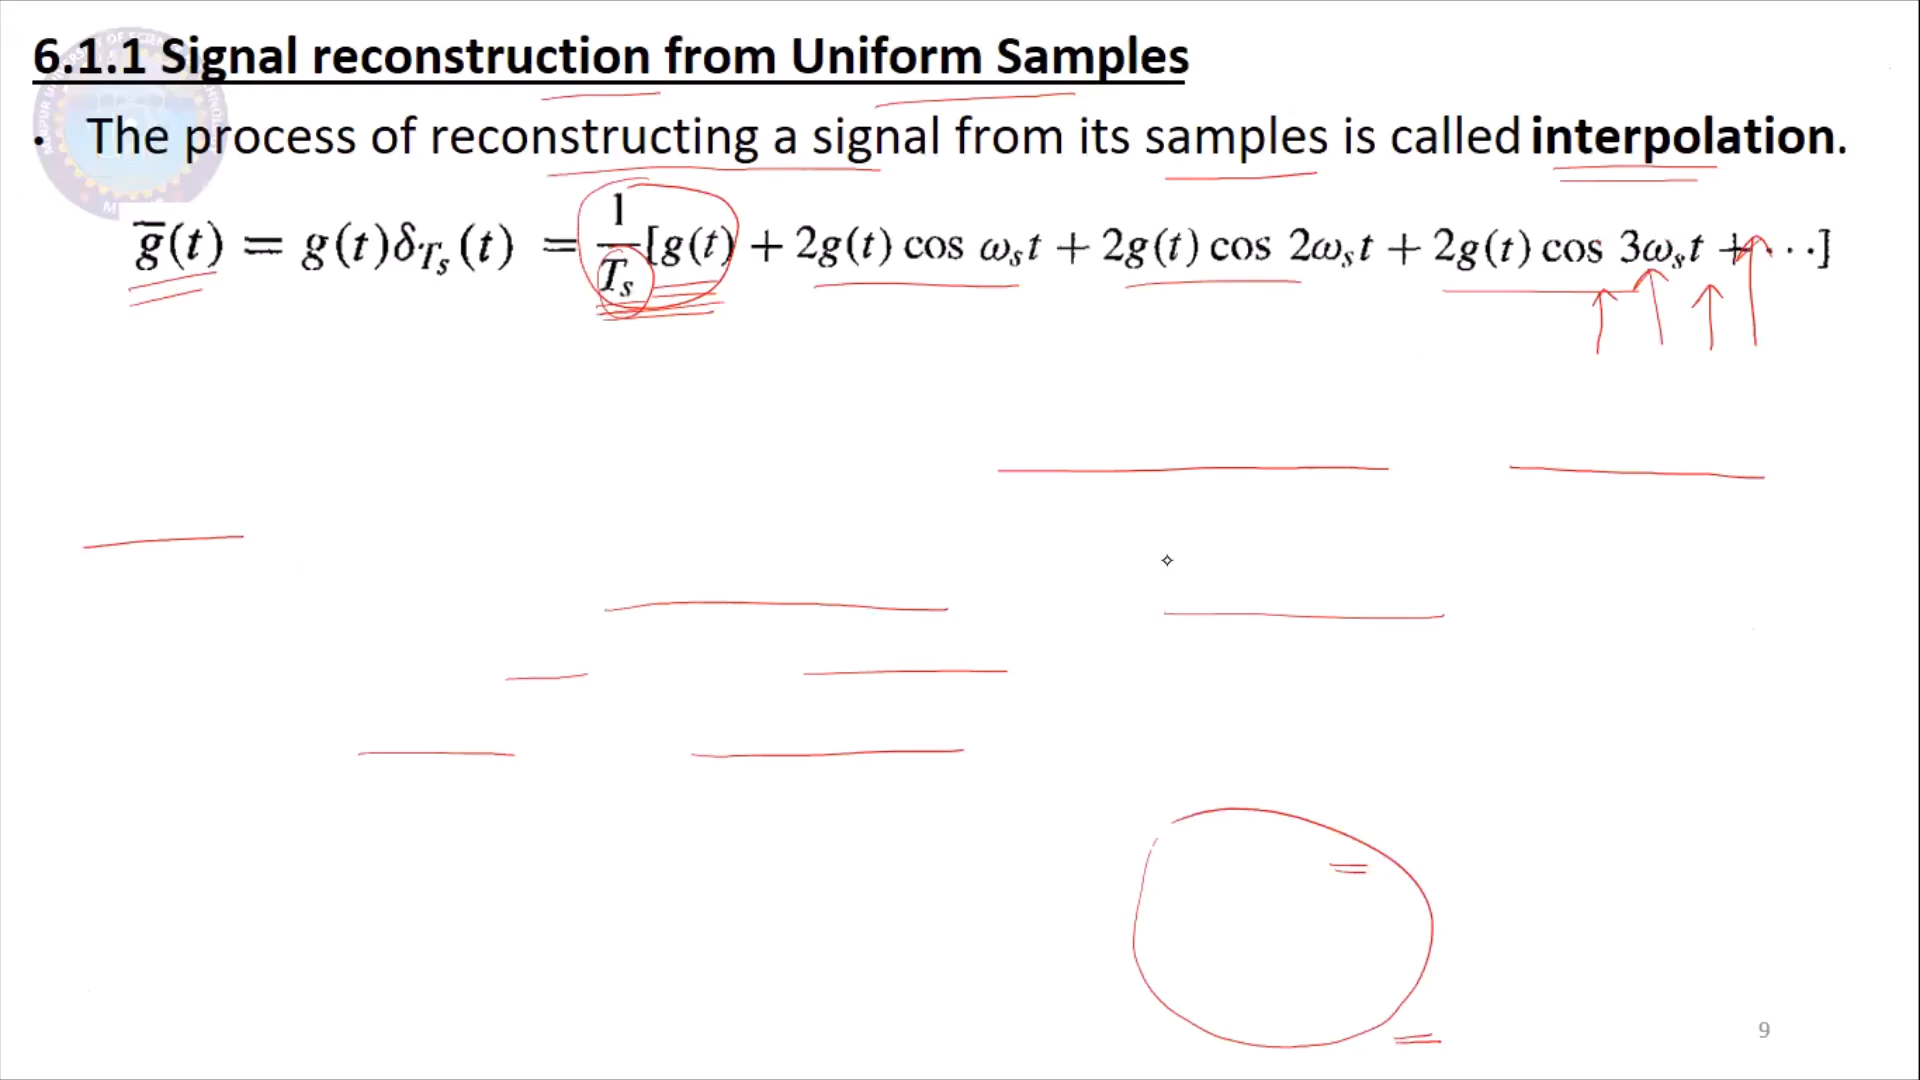 6.1.1 Signal reconstruction from Uniform Samples
• The process of reconstructing a signal from its samples is called interpolation.
g̅(t) = g(t)δ_{T_s}(t) = 1/T_s [g(t) + 2g(t) cos ω_s t + 2g(t) cos 2ω_s t + 2g(t) cos 3ω_s t + ···]
9